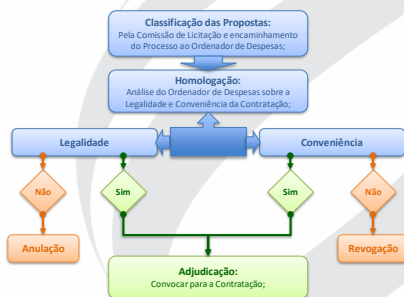 Classificação das Propostas:
Pela Comissão de Licitação e encaminhamento
do Processo ao Ordenador de Despesas;
Homologação:
Análise do Ordenador de Despesas sobre a
Legalidade e Conveniência da Contratação;
Legalidade
Conveniência
Não
Sim
Sim
Não
Anulação
Revogação
Adjudicação:
Convocar para a Contratação;